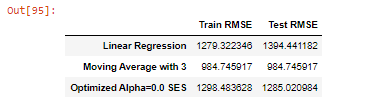 Out[95]:
Train RMSE Test RMSE
Linear Regression 1279.322346 1394.441182
Moving Average with 3 984.745917 984.745917
Optimized Alpha=0.0 SES 1298.483628 1285.020984